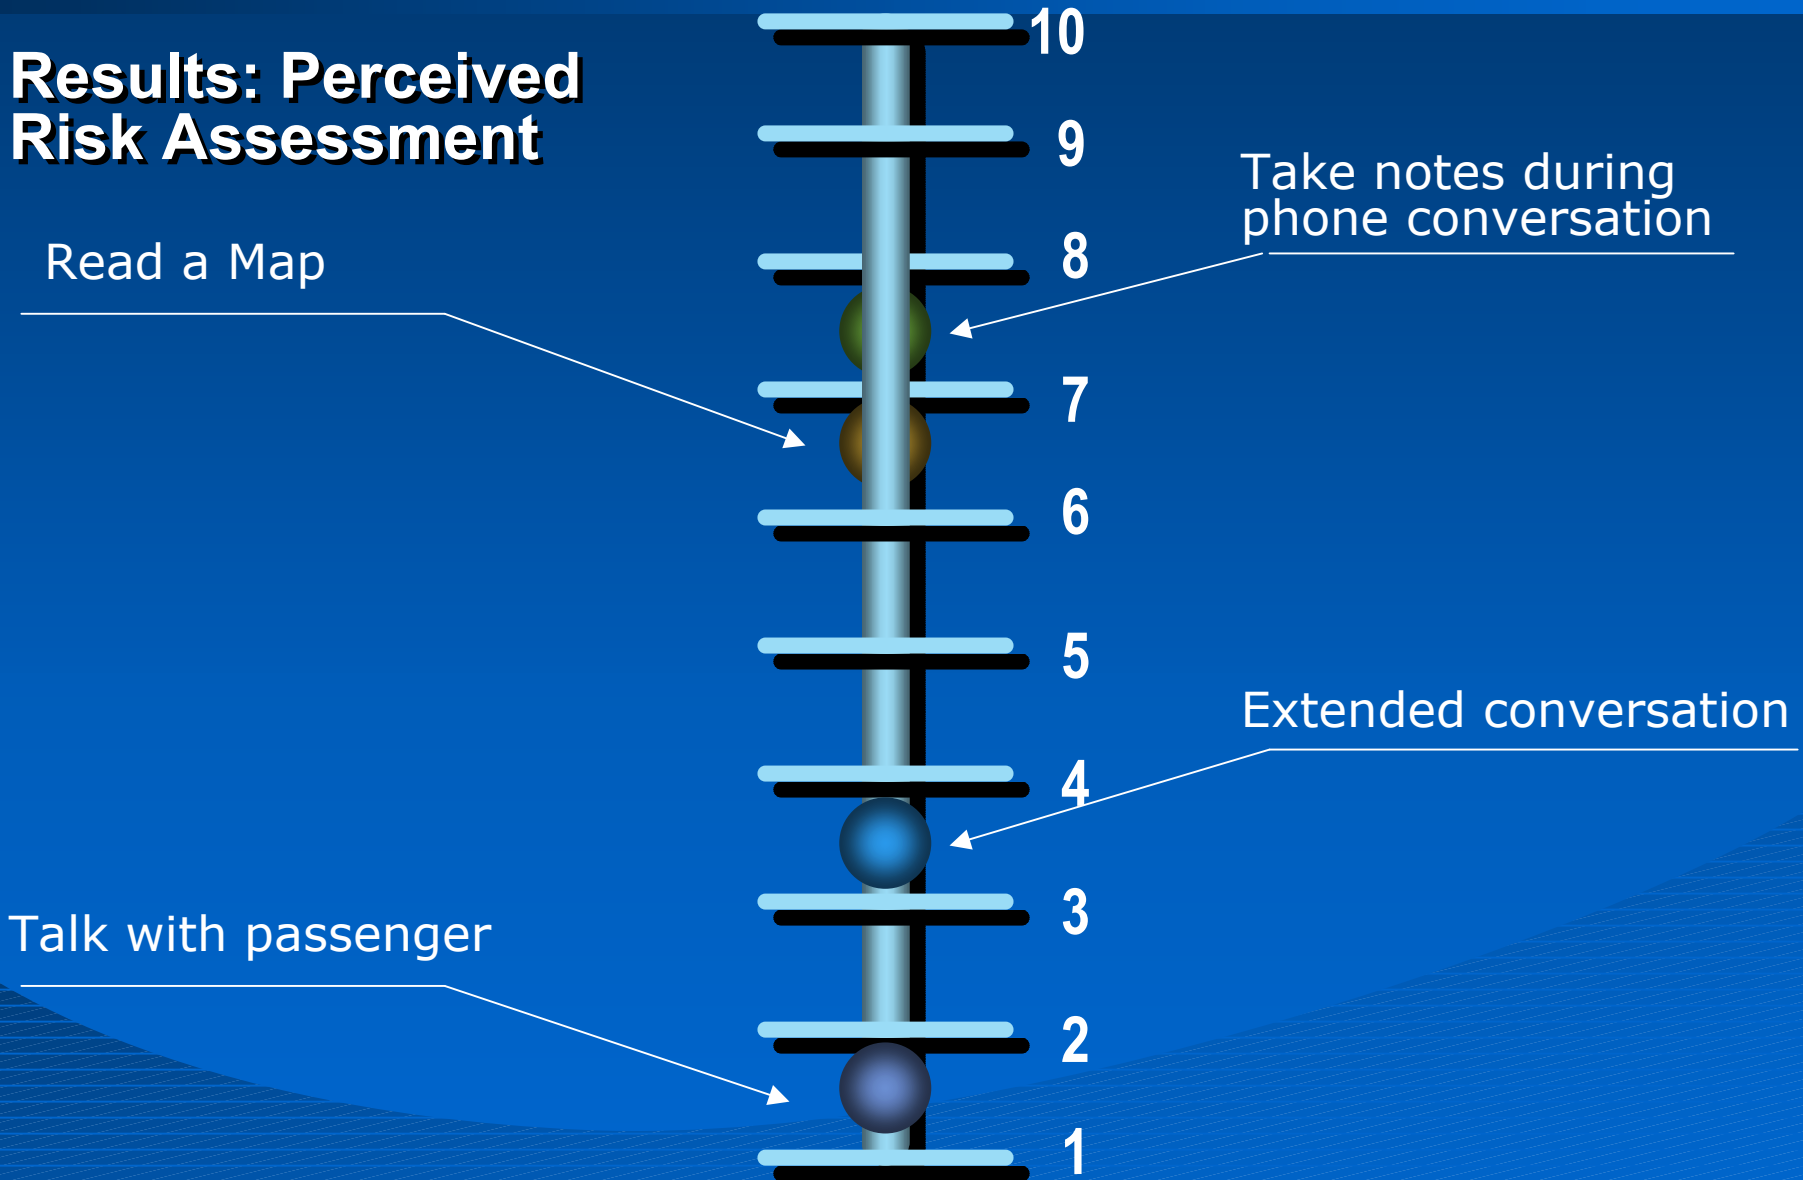 Results: Perceived
Risk Assessment
10
9
Take notes during
phone conversation
8
Read a Map
7
6
5
Extended conversation
4
3
Talk with passenger
2
1